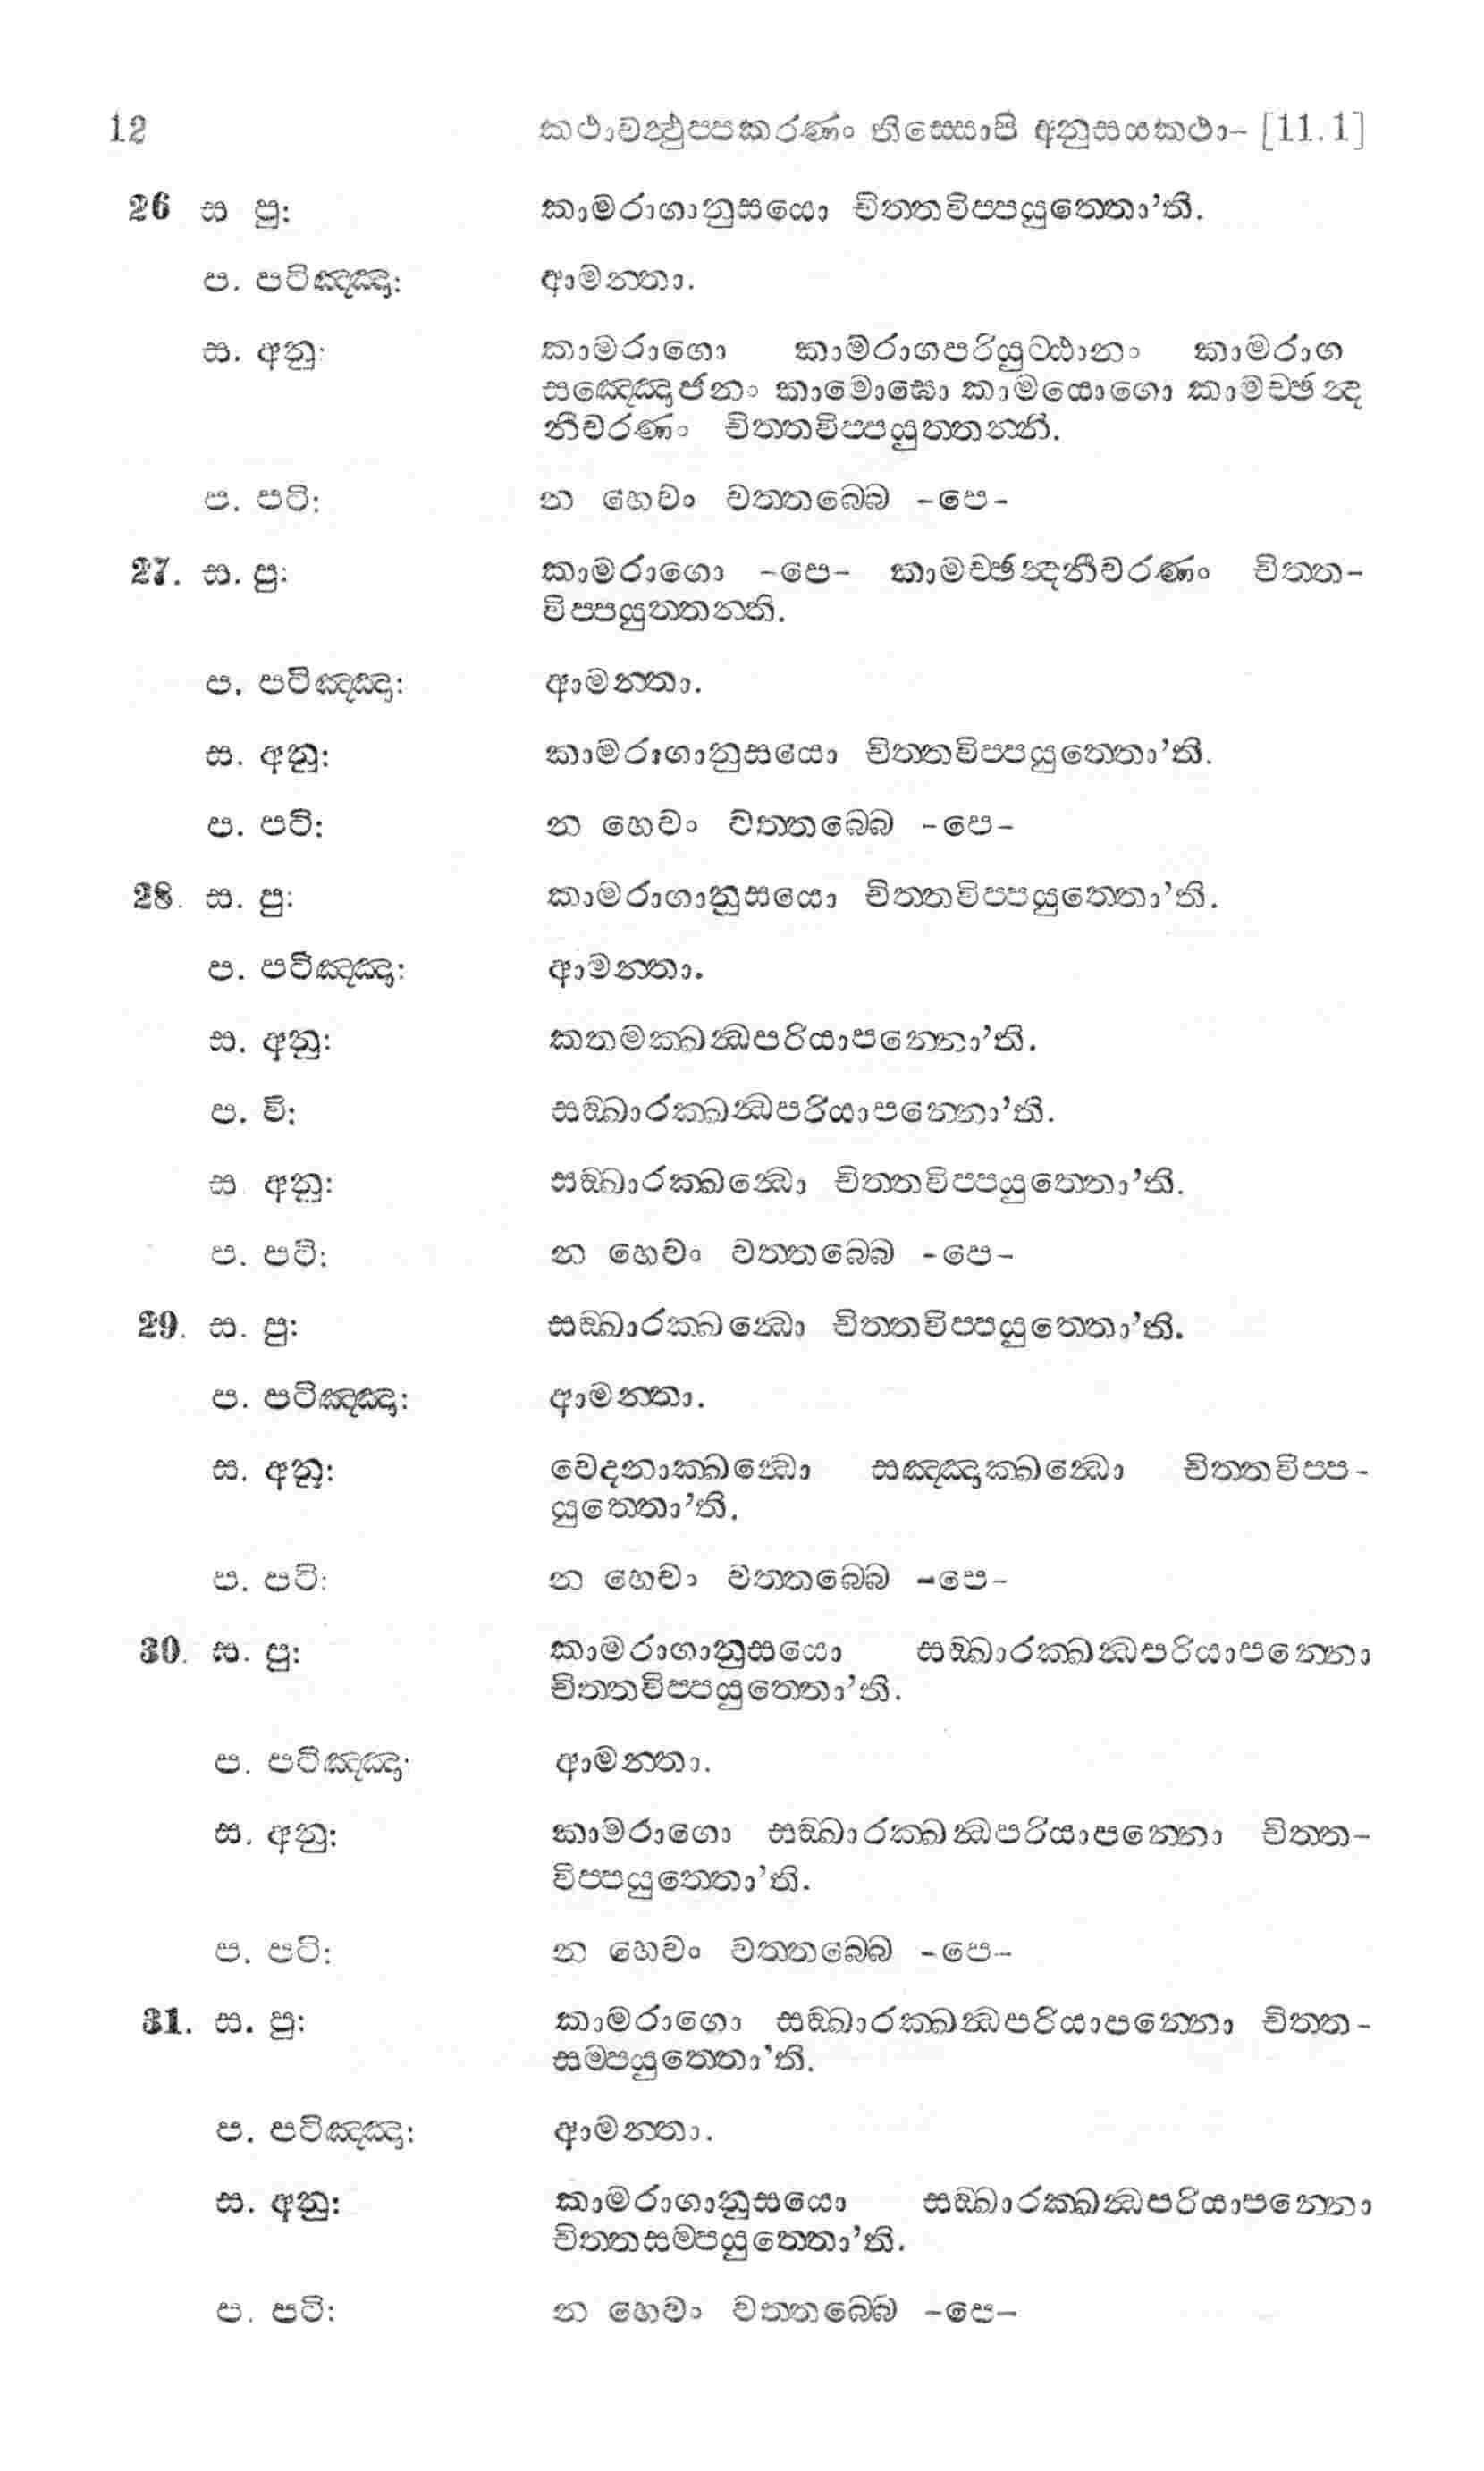 12 කථාවත්‍ථුප්පකරණං තිස්සොපි අනුසයකථා- [11.1]
26 ස පු: කාමරාගානුසයො චිත්තවිප්පයුත්තො’ති.
ප. පටිඤ්ඤා: ආමන්තා.
ස. අනු: කාමරාගො කාමරාගපරියුට්ඨානං කාමරාග
සඤ්ඤොජනං කාමොඝො කාමයොගො කාමච්ඡන්‍ද
නීවරණං චිත්තවිප්පයුත්තන්ති.
ප. පටි: න හෙවං වත්තබ්බෙ -පෙ-
27. ස. පු: කාමරාගො -පෙ- කාමච්ඡන්‍දනීවරණං චිත්ත-
විප්පයුත්තන්ති.
ප. පටිඤ්ඤා: ආමන්තා.
ස. අනු: කාමරාගානුසයො චිත්තවිප්පයුත්තො’ති.
ප. පටි: න හෙවං වත්තබ්බෙ -පෙ-
28. ස. පු: කාමරාගානුසයො චිත්තවිප්පයුත්තො’ති.
ප. පටිඤ්ඤා: ආමන්තා.
ස. අනු: කතමක්ඛන්‍ධපරියාපන්නො’ති.
ප. වි: සඞ්ඛාරක්ඛන්‍ධපරියාපන්නො’ති.
ස අනු: සඞ්ඛාරක්ඛන්‍ධො චිත්තවිප්පයුත්තො’ති.
ප. පටි: න හෙවං වත්තබ්බෙ -පෙ-
29. ස. පු: සඞ්ඛාරක්ඛන්‍ධො චිත්තවිප්පයුත්තො’ති.
ප. පටිඤ්ඤා: ආමන්තා.
ස. අනු: වෙදනාක්ඛන්‍ධො සඤ්ඤාක්ඛන්‍ධො චිත්තවිප්ප-
යුත්තො’ති.
ප. පටි: න හෙවං වත්තබ්බෙ -පෙ-
30. ස. පු: කාමරාගානුසයො සඞ්ඛාරක්ඛන්‍ධපරියාපන්නො
චිත්තවිප්පයුත්තො’ති.
ප. පටිඤ්ඤා: ආමන්තා.
ස. අනු: කාමරාගො සඞ්ඛාරක්ඛන්‍ධපරියාපන්නො චිත්ත-
විප්පයුත්තො’ති.
ප. පටි: න හෙවං වත්තබ්බෙ -පෙ-
31. ස. පු: කාමරාගො සඞ්ඛාරක්ඛන්‍ධපරියාපන්නො චිත්ත-
සම්පයුත්තො’ති.
ප. පටිඤ්ඤා: ආමන්තා.
ස. අනු: කාමරාගානුසයො සඞ්ඛාරක්ඛන්‍ධපරියාපන්නො
චිත්තසම්පයුත්තො’ති.
ප. පටි: න හෙවං වත්තබ්බෙ -පෙ-